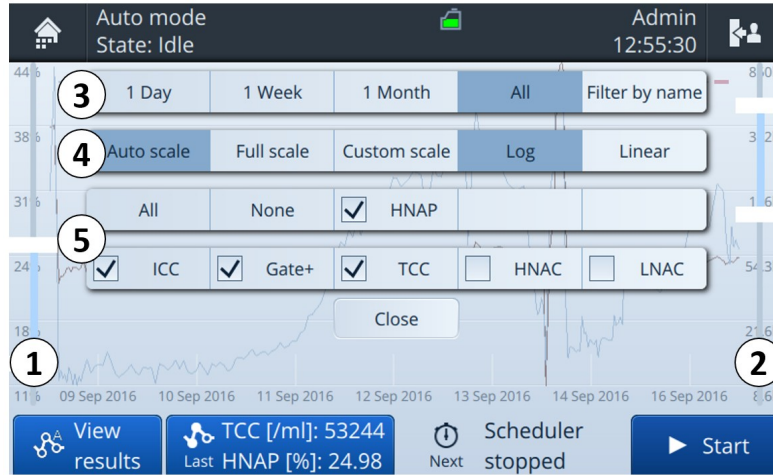 Auto mode
State: Idle
Admin
12:55:30
3
1 Day 1 Week 1 Month All Filter by name
4
Auto scale Full scale Custom scale Log Linear
All None HNAP
5
ICC Gate+ TCC HNAC LNAC
Close
1
2
09 Sep 2016 10 Sep 2016 11 Sep 2016 12 Sep 2016 13 Sep 2016 14 Sep 2016 16 Sep 2016
View
results
TCC [/ml]: 53244
Last HNAP [%]: 24.98
Next
Scheduler
stopped
Start